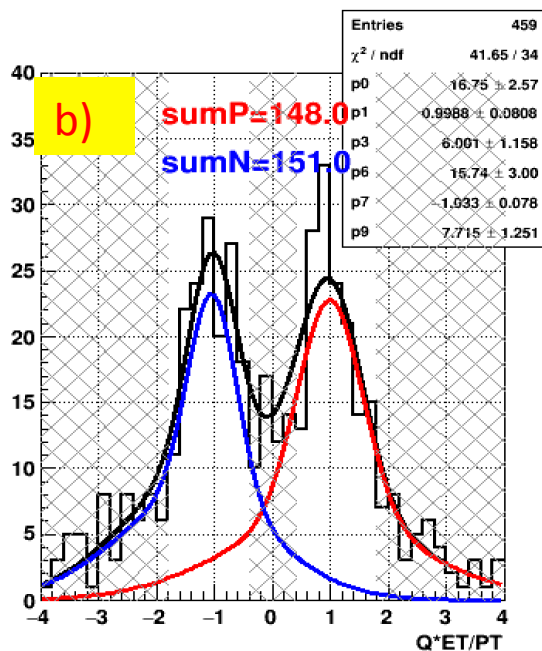 Entries 459
χ² / ndf 41.65 / 34
p0 16.75 ± 2.57
p1 0.9988 ± 0.0808
p3 6.001 ± 1.158
p6 15.74 ± 3.00
p7 −1.033 ± 0.078
p9 7.715 ± 1.251
b)
sumP=148.0
sumN=151.0
40
35
30
25
20
15
10
5
0
−4 −3 −2 −1 0 1 2 3 4
Q*ET/PT